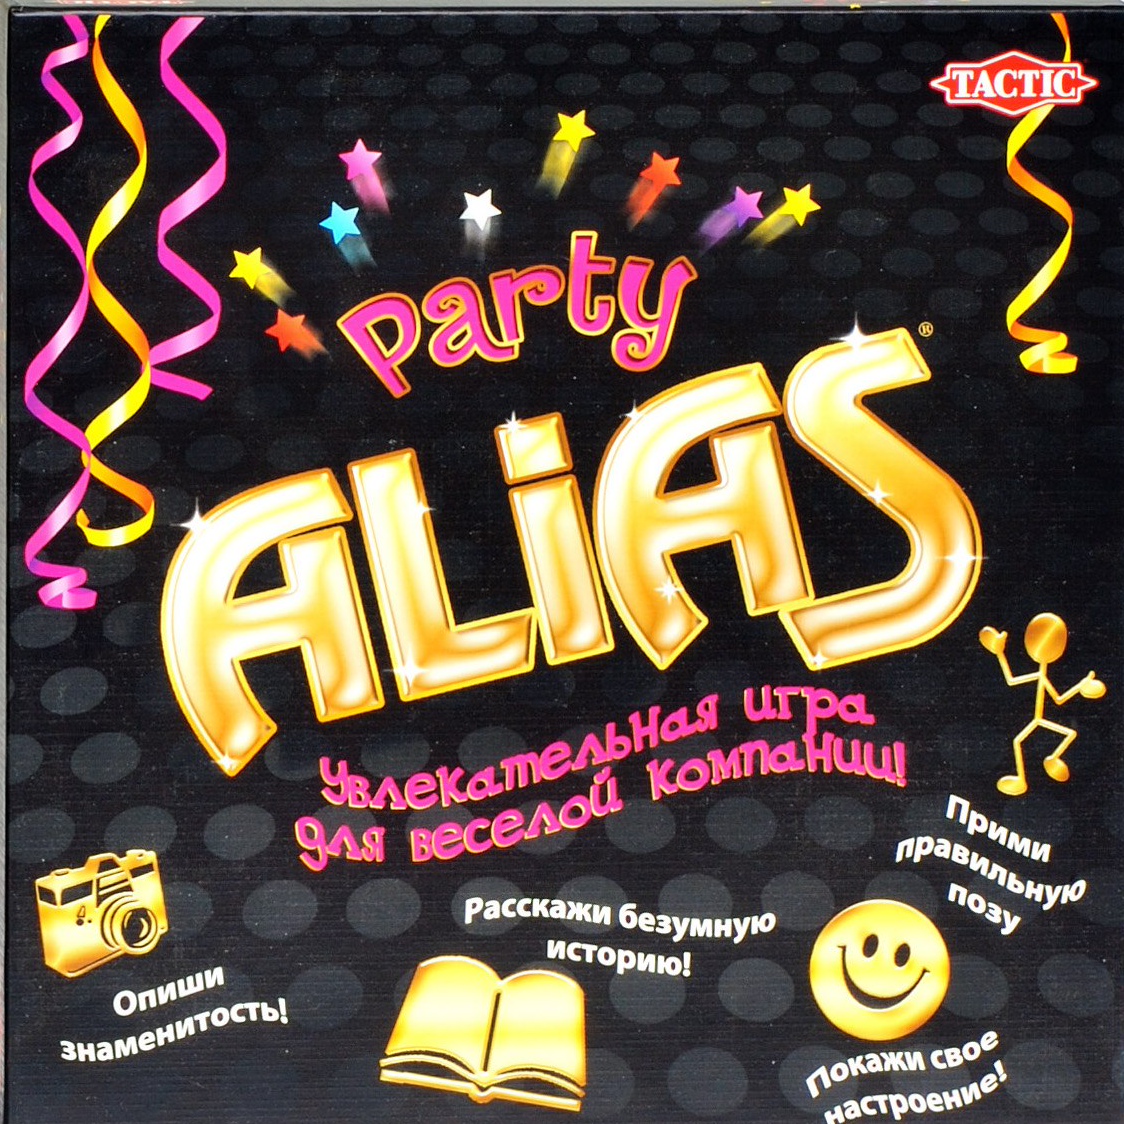 TACTIC
Party
ALiAS®
Увлекательная игра
для веселой компании!
Прими
правильную
позу
Расскажи безумную
историю!
Опиши
знаменитость!
Покажи свое
настроение!